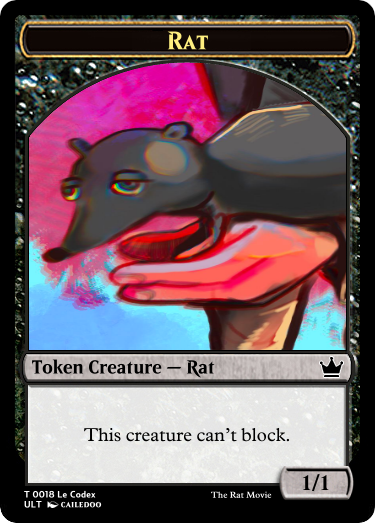 Rat
Token Creature — Rat
This creature can't block.
1/1
T 0018 Le Codex
ULT CAILEDOO
The Rat Movie